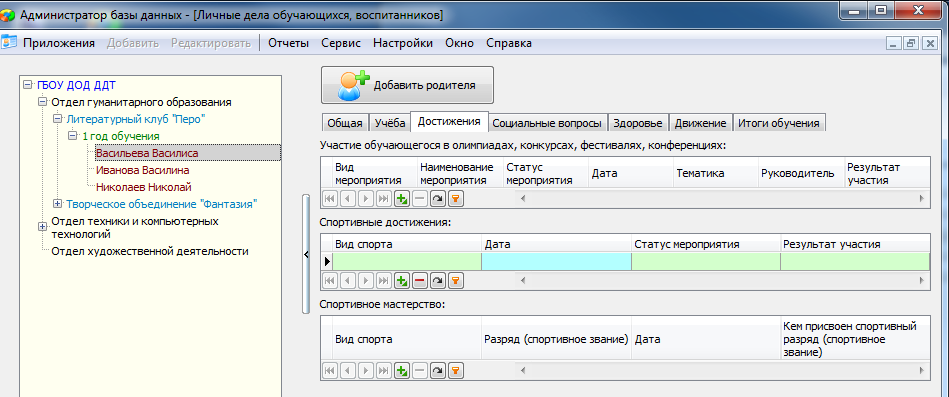 Администратор базы данных - [Личные дела обучающихся, воспитанников]
Приложения Добавить Редактировать Отчеты Сервис Настройки Окно Справка
ГБОУ ДОД ДДТ
Отдел гуманитарного образования
Литературный клуб "Перо"
1 год обучения
Васильева Василиса
Иванова Василина
Николаев Николай
Творческое объединение "Фантазия"
Отдел техники и компьютерных
технологий
Отдел художественной деятельности
Добавить родителя
Общая Учёба Достижения Социальные вопросы Здоровье Движение Итоги обучения
Участие обучающегося в олимпиадах, конкурсах, фестивалях, конференциях:
Вид мероприятия Наименование мероприятия Статус мероприятия Дата Тематика Руководитель Результат участия
Спортивные достижения:
Вид спорта Дата Статус мероприятия Результат участия
Спортивное мастерство:
Вид спорта Разряд (спортивное звание) Дата Кем присвоен спортивный разряд (спортивное звание)